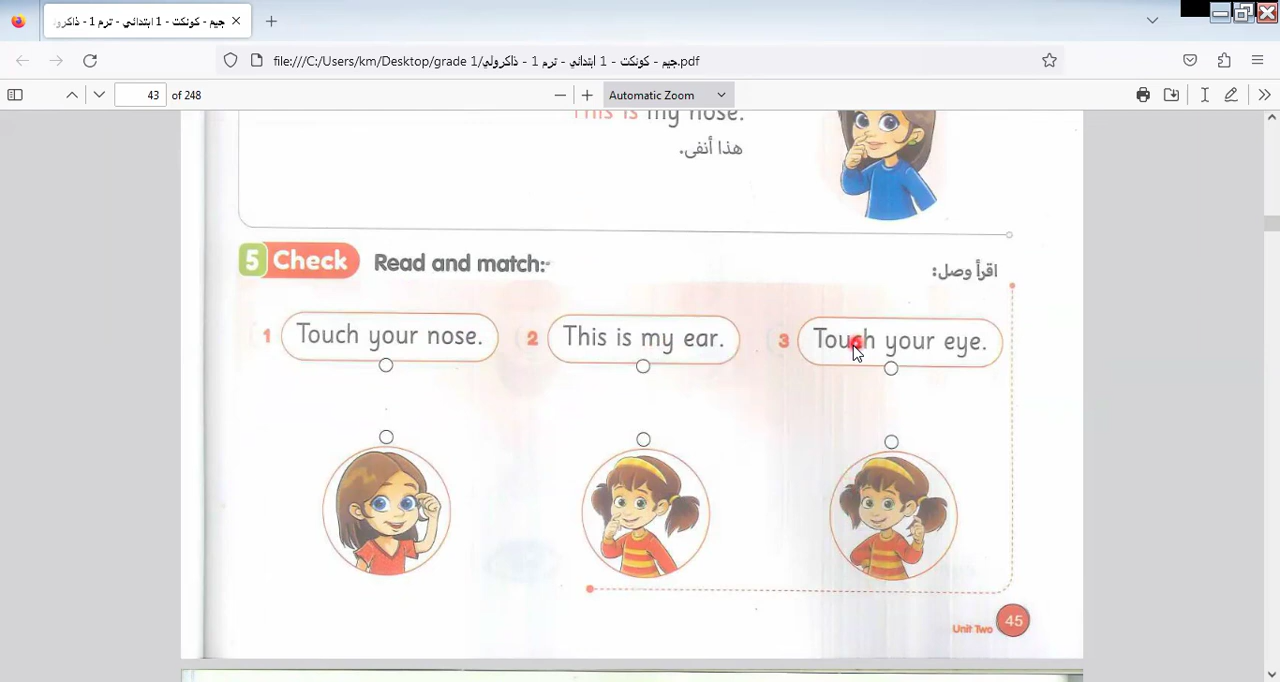 جيم - كونكت - 1 ابتدائي - ترم 1 - ذاكرولي
file:///C:/Users/km/Desktop/grade 1/جيم - كونكت - 1 ابتدائي - ترم 1 - ذاكرولي.pdf
43 of 248
Automatic Zoom
This is my nose.
هذا أنفى.
5 Check Read and match:
اقرأ وصل:
1 Touch your nose.
2 This is my ear.
3 Touch your eye.
Unit Two 45